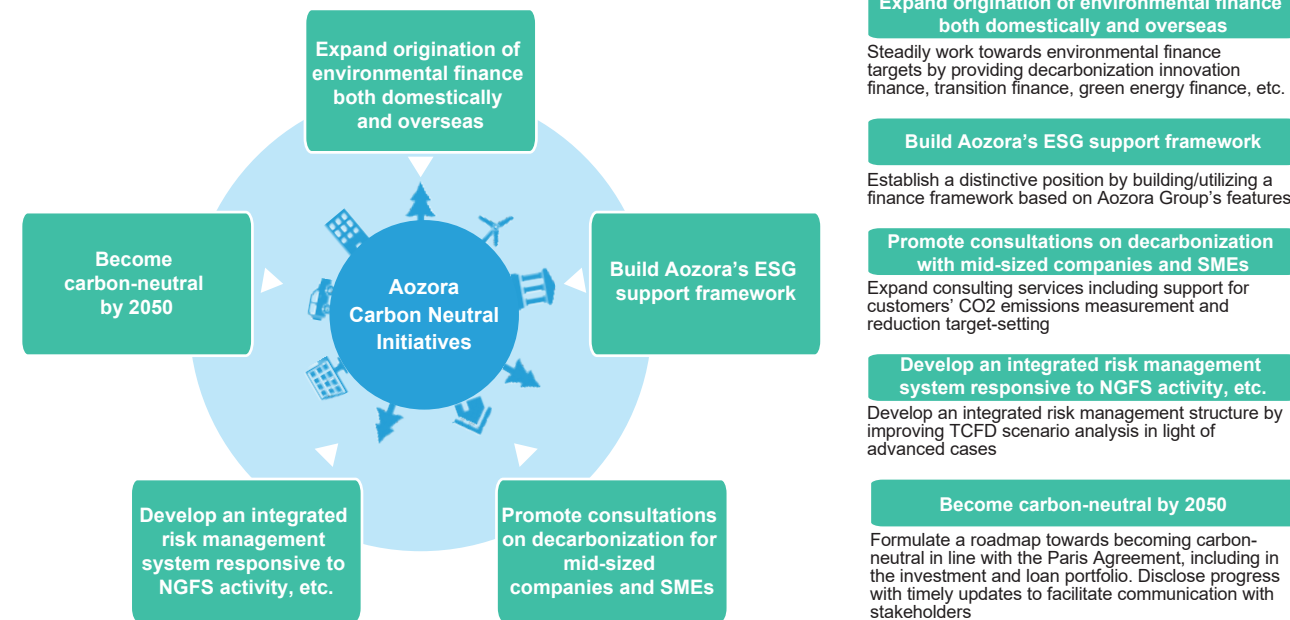 Expand origination of
environmental finance
both domestically
and overseas
Become
carbon-neutral
by 2050
Aozora
Carbon Neutral
Initiatives
Build Aozora's ESG
support framework
Develop an integrated
risk management
system responsive to
NGFS activity, etc.
Promote consultations
on decarbonization for
mid-sized
companies and SMEs
Expand origination of environmental finance
both domestically and overseas
Steadily work towards environmental finance
targets by providing decarbonization innovation
finance, transition finance, green energy finance, etc.
Build Aozora's ESG support framework
Establish a distinctive position by building/utilizing a
finance framework based on Aozora Group's features
Promote consultations on decarbonization
with mid-sized companies and SMEs
Expand consulting services including support for
customers' CO2 emissions measurement and
reduction target-setting
Develop an integrated risk management
system responsive to NGFS activity, etc.
Develop an integrated risk management structure by
improving TCFD scenario analysis in light of
advanced cases
Become carbon-neutral by 2050
Formulate a roadmap towards becoming carbon-
neutral in line with the Paris Agreement, including in
the investment and loan portfolio. Disclose progress
with timely updates to facilitate communication with
stakeholders